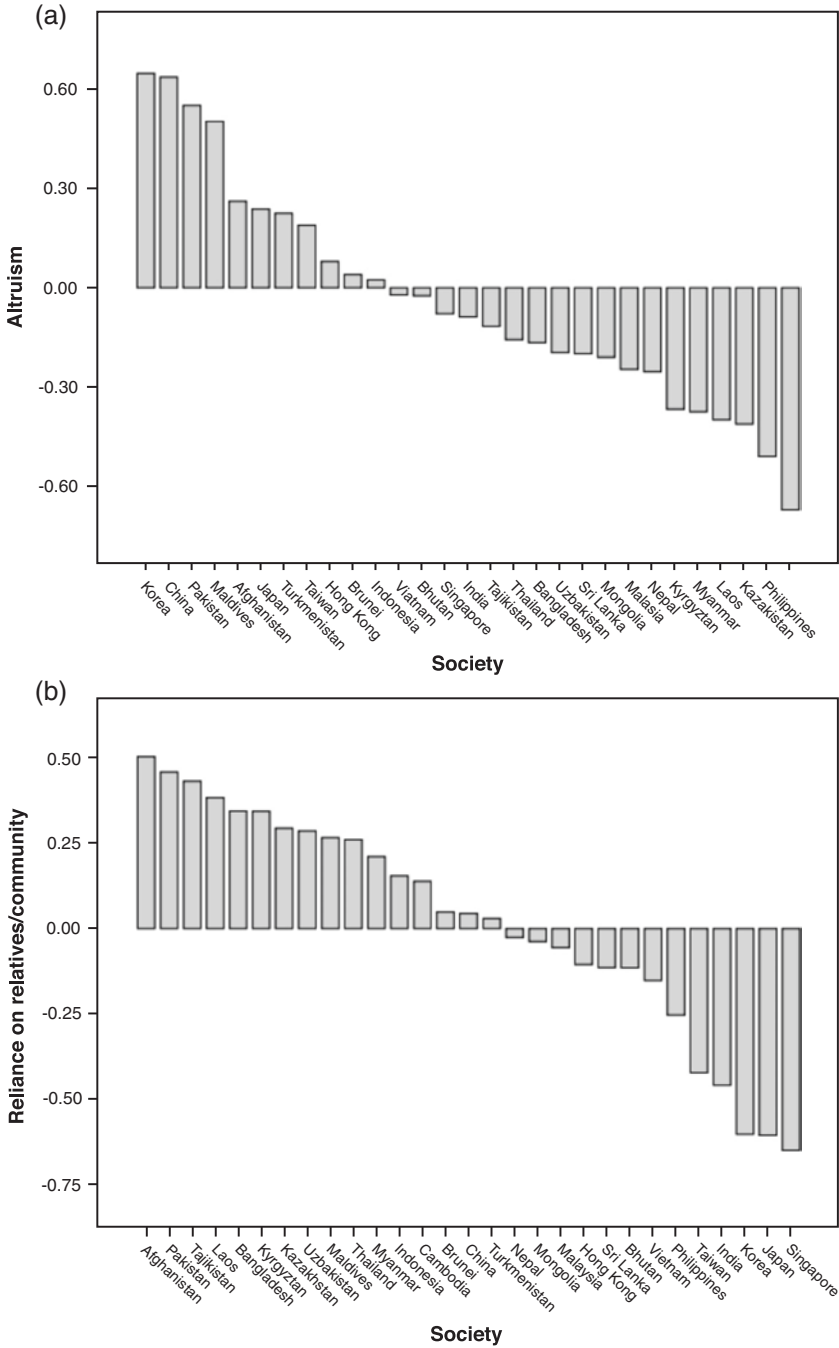 (a)
0.60
0.30
0.00
-0.30
-0.60
Altruism
Korea
China
Pakistan
Maldives
Afghanistan
Japan
Turkmenistan
Taiwan
Hong Kong
Brunei
Indonesia
Vietnam
Bhutan
Singapore
India
Tajikistan
Thailand
Bangladesh
Uzbakistan
Sri Lanka
Mongolia
Malasia
Nepal
Kyrgyztan
Myanmar
Laos
Kazakistan
Philippines
Society
(b)
0.50
0.25
0.00
-0.25
-0.50
-0.75
Reliance on relatives/community
Afghanistan
Pakistan
Tajikistan
Laos
Bangladesh
Kyrgyztan
Kazakhstan
Uzbakistan
Maldives
Thailand
Myanmar
Indonesia
Cambodia
Brunei
China
Turkmenistan
Nepal
Mongolia
Malaysia
Hong Kong
Sri Lanka
Bhutan
Vietnam
Philippines
Taiwan
India
Korea
Japan
Singapore
Society